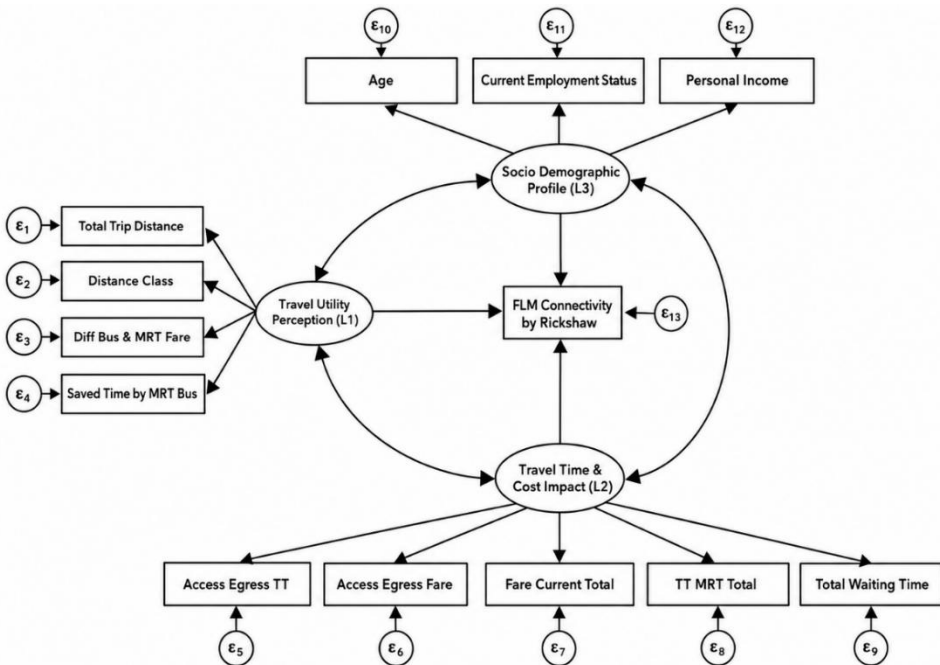 ε10
ε11
ε12
Age
Current Employment Status
Personal Income
Socio Demographic
Profile (L3)
ε1
Total Trip Distance
ε2
Distance Class
ε3
Diff Bus & MRT Fare
ε4
Saved Time by MRT Bus
Travel Utility
Perception (L1)
FLM Connectivity
by Rickshaw
ε13
Travel Time &
Cost Impact (L2)
Access Egress TT
Access Egress Fare
Fare Current Total
TT MRT Total
Total Waiting Time
ε5
ε6
ε7
ε8
ε9